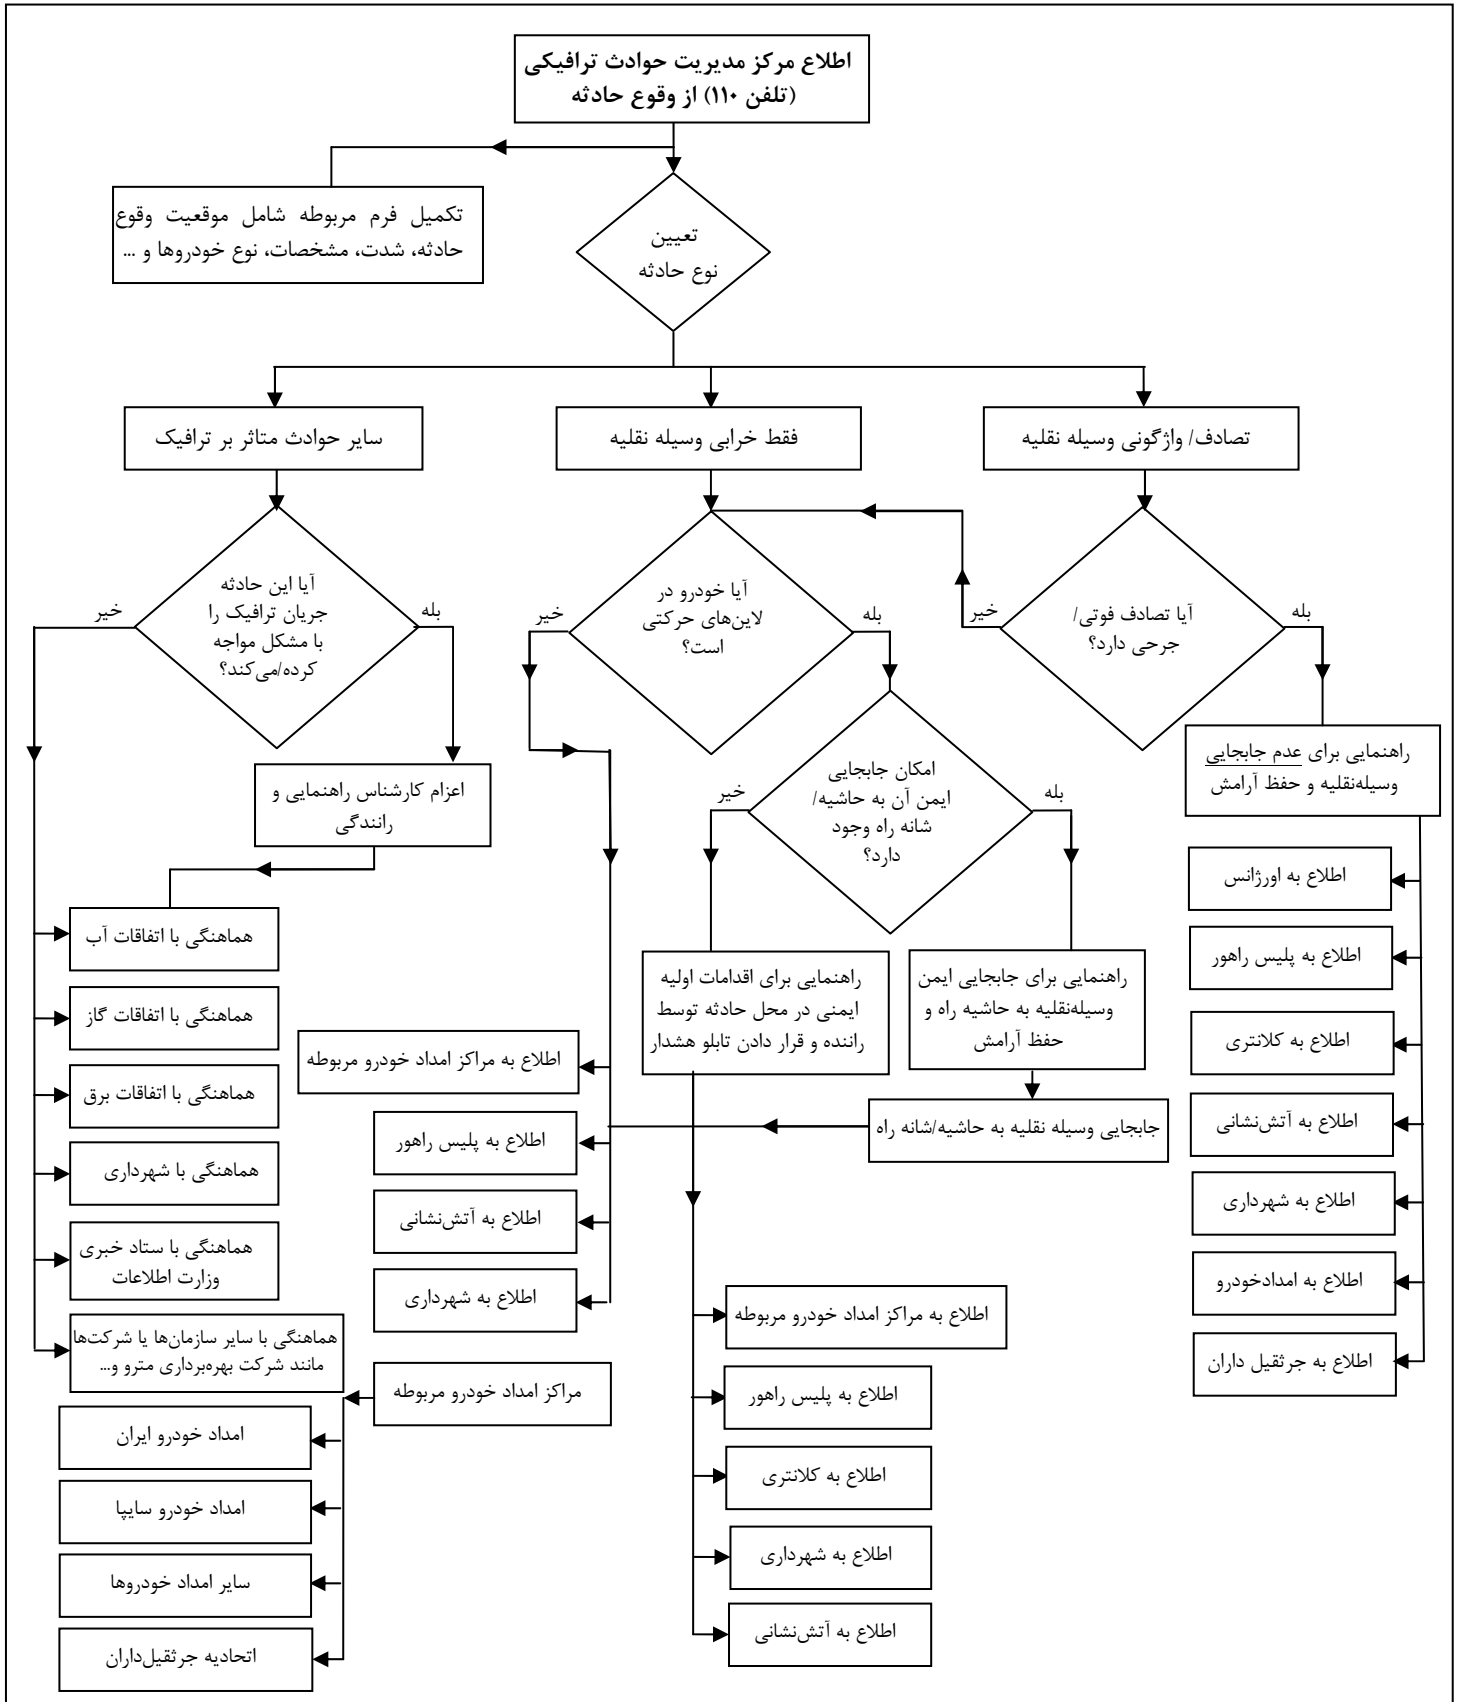 اطلاع مرکز مدیریت حوادث ترافیکی
(تلفن ۱۱۰) از وقوع حادثه
تکمیل فرم مربوطه شامل موقعیت وقوع
حادثه، شدت، مشخصات، نوع خودروها و ...
تعیین
نوع حادثه
تصادف/ واژگونی وسیله نقلیه
فقط خرابی وسیله نقلیه
سایر حوادث متاثر بر ترافیک
آیا تصادف فوتی/
جرحی دارد؟
بله
خیر
آیا خودرو در
لاین‌های حرکتی
است؟
بله
خیر
آیا این حادثه
جریان ترافیک را
با مشکل مواجه
کرده/می‌کند؟
بله
خیر
راهنمایی برای عدم جابجایی
وسیله‌نقلیه و حفظ آرامش
اطلاع به اورژانس
اطلاع به پلیس راهور
اطلاع به کلانتری
اطلاع به آتش‌نشانی
اطلاع به شهرداری
اطلاع به امدادخودرو
اطلاع به جرثقیل داران
امکان جابجایی
ایمن آن به حاشیه/
شانه راه وجود
دارد؟
بله
خیر
راهنمایی برای جابجایی ایمن
وسیله‌نقلیه به حاشیه راه و
حفظ آرامش
جابجایی وسیله نقلیه به حاشیه/شانه راه
راهنمایی برای اقدامات اولیه
ایمنی در محل حادثه توسط
راننده و قرار دادن تابلو هشدار
اطلاع به مراکز امداد خودرو مربوطه
اطلاع به پلیس راهور
اطلاع به کلانتری
اطلاع به شهرداری
اطلاع به آتش‌نشانی
اطلاع به مراکز امداد خودرو مربوطه
اطلاع به پلیس راهور
اطلاع به آتش‌نشانی
اطلاع به شهرداری
اعزام کارشناس راهنمایی و
رانندگی
هماهنگی با اتفاقات آب
هماهنگی با اتفاقات گاز
هماهنگی با اتفاقات برق
هماهنگی با شهرداری
هماهنگی با ستاد خبری
وزارت اطلاعات
هماهنگی با سایر سازمان‌ها یا شرکت‌ها
مانند شرکت بهره‌برداری مترو و...
مراکز امداد خودرو مربوطه
امداد خودرو ایران
امداد خودرو سایپا
سایر امداد خودروها
اتحادیه جرثقیل‌داران